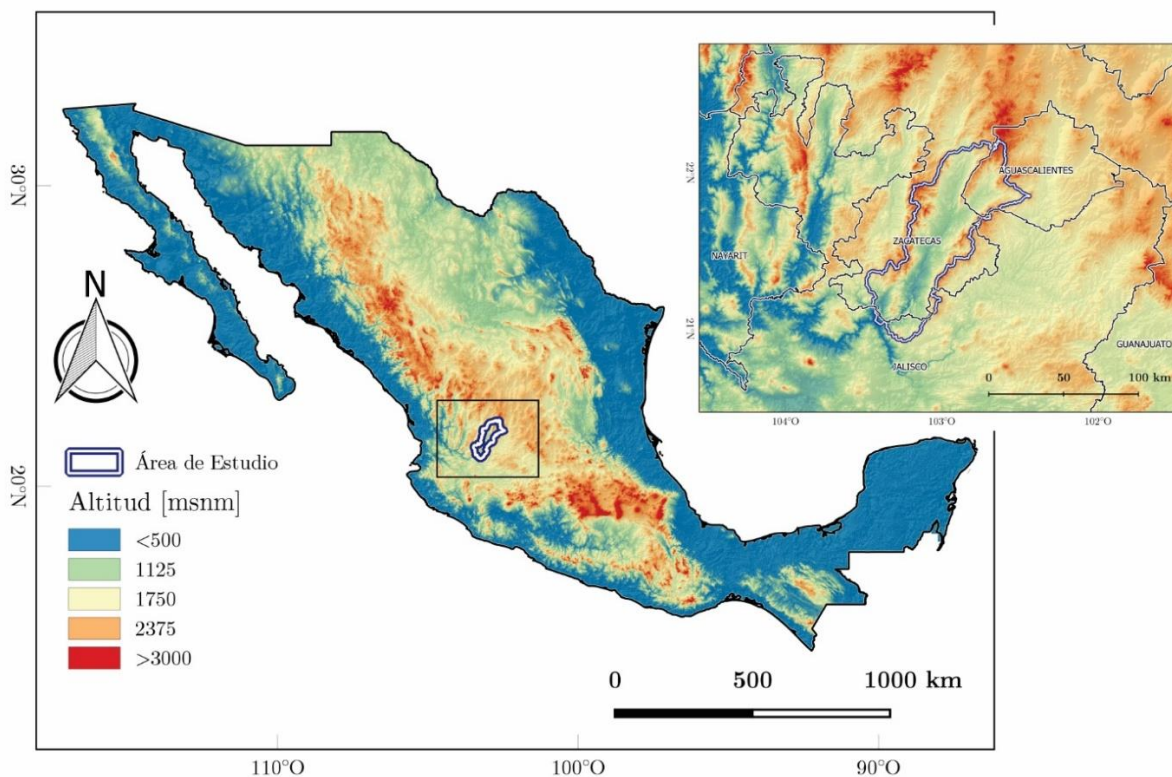 30°N
20°N
110°O
100°O
90°O
N
Área de Estudio
Altitud [msnm]
<500
1125
1750
2375
>3000
0 500 1000 km
22°N
21°N
104°O
103°O
102°O
AGUASCALIENTES
ZACATECAS
NAYARIT
GUANAJUATO
JALISCO
0 50 100 km